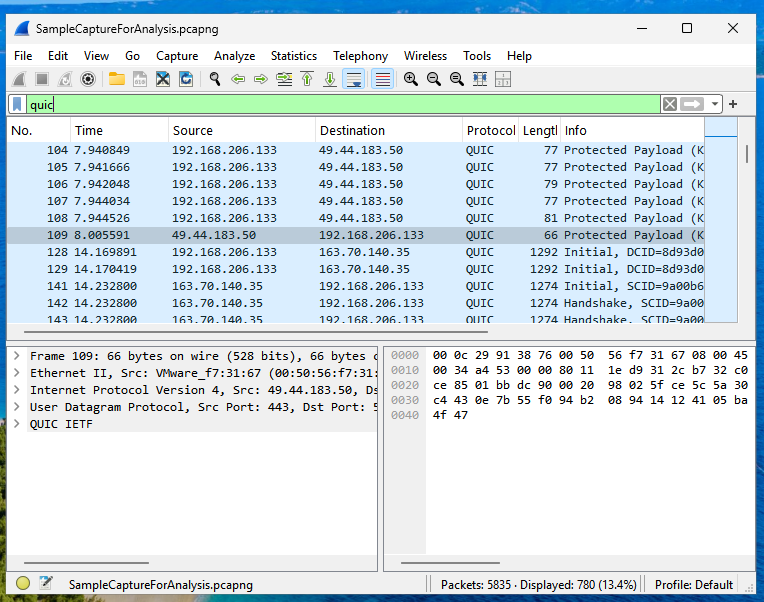 SampleCaptureForAnalysis.pcapng
File Edit View Go Capture Analyze Statistics Telephony Wireless Tools Help
quic
No. Time Source Destination Protocol Lengtl Info
104 7.940849 192.168.206.133 49.44.183.50 QUIC 77 Protected Payload (K
105 7.941666 192.168.206.133 49.44.183.50 QUIC 77 Protected Payload (K
106 7.942048 192.168.206.133 49.44.183.50 QUIC 79 Protected Payload (K
107 7.944034 192.168.206.133 49.44.183.50 QUIC 77 Protected Payload (K
108 7.944526 192.168.206.133 49.44.183.50 QUIC 81 Protected Payload (K
109 8.005591 49.44.183.50 192.168.206.133 QUIC 66 Protected Payload (K
128 14.169891 192.168.206.133 163.70.140.35 QUIC 1292 Initial, DCID=8d93d0
129 14.170419 192.168.206.133 163.70.140.35 QUIC 1292 Initial, DCID=8d93d0
141 14.232800 163.70.140.35 192.168.206.133 QUIC 1274 Initial, SCID=9a00b6
142 14.232800 163.70.140.35 192.168.206.133 QUIC 1274 Handshake, SCID=9a00
143 14.232800 163.70.140.35 192.168.206.133 QUIC 1274 Handshake, SCID=9a00
Frame 109: 66 bytes on wire (528 bits), 66 bytes c
Ethernet II, Src: VMware_f7:31:67 (00:50:56:f7:31:
Internet Protocol Version 4, Src: 49.44.183.50, Ds
User Datagram Protocol, Src Port: 443, Dst Port: 5
QUIC IETF
0000 00 0c 29 91 38 76 00 50 56 f7 31 67 08 00 45
0010 00 34 a4 53 00 00 80 11 1e d9 31 2c b7 32 c0
0020 ce 85 01 bb dc 90 00 20 98 02 5f ce 5c 5a 30
0030 c4 43 0e 7b 55 f0 94 b2 08 94 14 12 41 05 ba
0040 4f 47
SampleCaptureForAnalysis.pcapng Packets: 5835 · Displayed: 780 (13.4%) Profile: Default